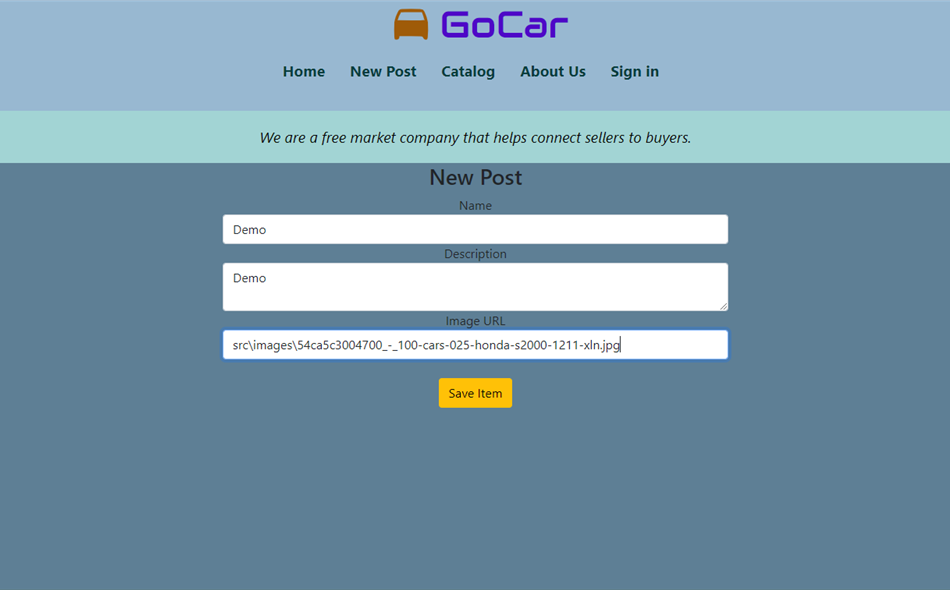 GoCar
Home New Post Catalog About Us Sign in
We are a free market company that helps connect sellers to buyers.
New Post
Name
Demo
Description
Demo
Image URL
src\images\54ca5c3004700_-_100-cars-025-honda-s2000-1211-xln.jpg
Save Item